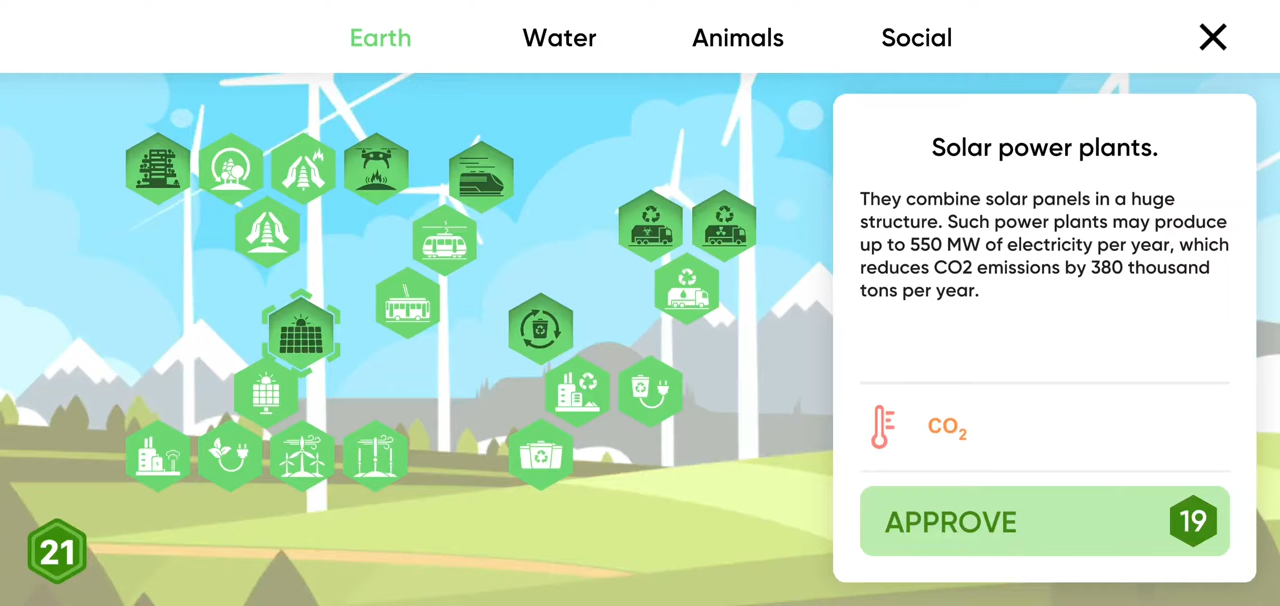 Earth Water Animals Social
Solar power plants.
They combine solar panels in a huge
structure. Such power plants may produce
up to 550 MW of electricity per year, which
reduces CO2 emissions by 380 thousand
tons per year.
CO2
APPROVE 19
21